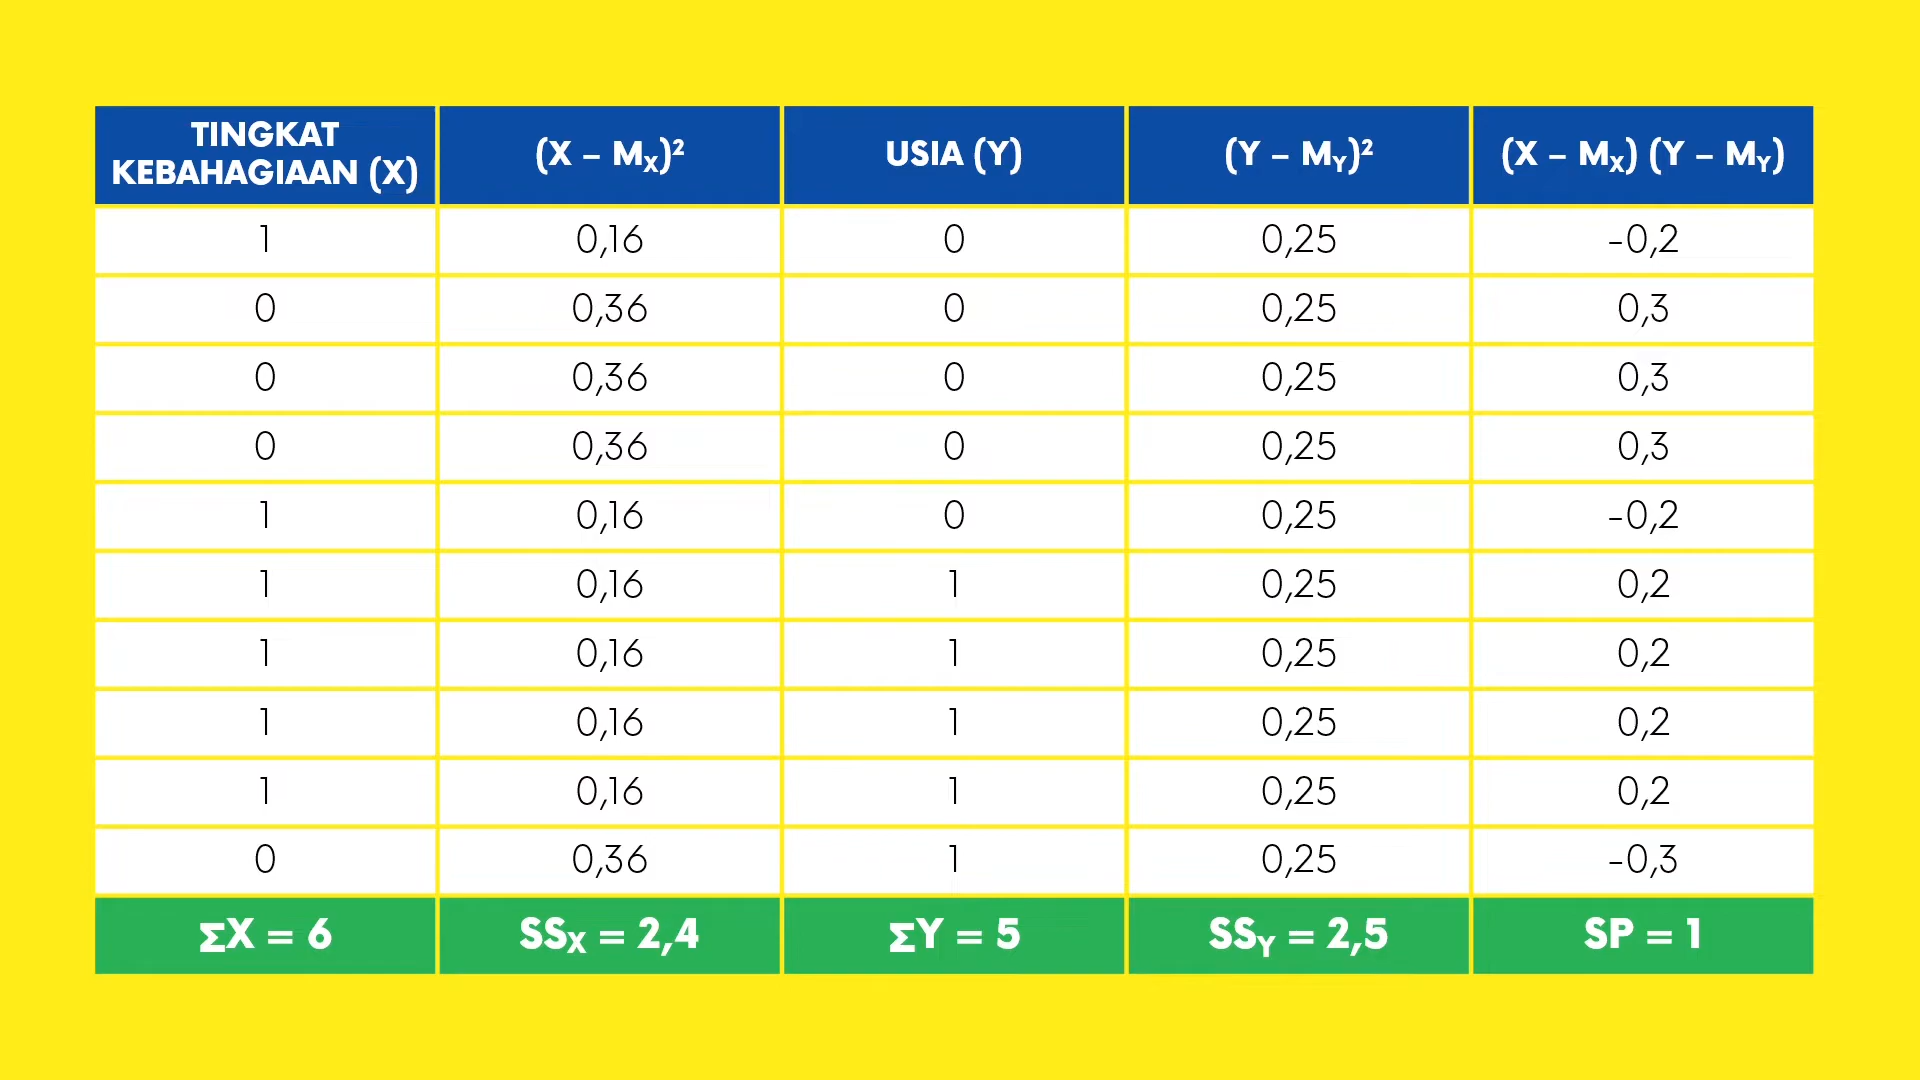 TINGKAT KEBAHAGIAAN (X) (X – Mₓ)² USIA (Y) (Y – MY)² (X – Mₓ) (Y – MY)
1 0,16 0 0,25 -0,2
0 0,36 0 0,25 0,3
0 0,36 0 0,25 0,3
0 0,36 0 0,25 0,3
1 0,16 0 0,25 -0,2
1 0,16 1 0,25 0,2
1 0,16 1 0,25 0,2
1 0,16 1 0,25 0,2
1 0,16 1 0,25 0,2
0 0,36 1 0,25 -0,3
ΣX = 6 SSₓ = 2,4 ΣY = 5 SSY = 2,5 SP = 1